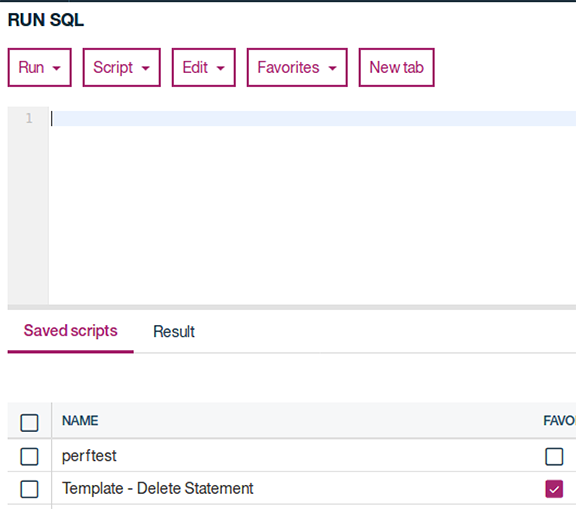 RUN SQL
Run Script Edit Favorites New tab
1
Saved scripts Result
NAME FAVO
perftest
Template - Delete Statement